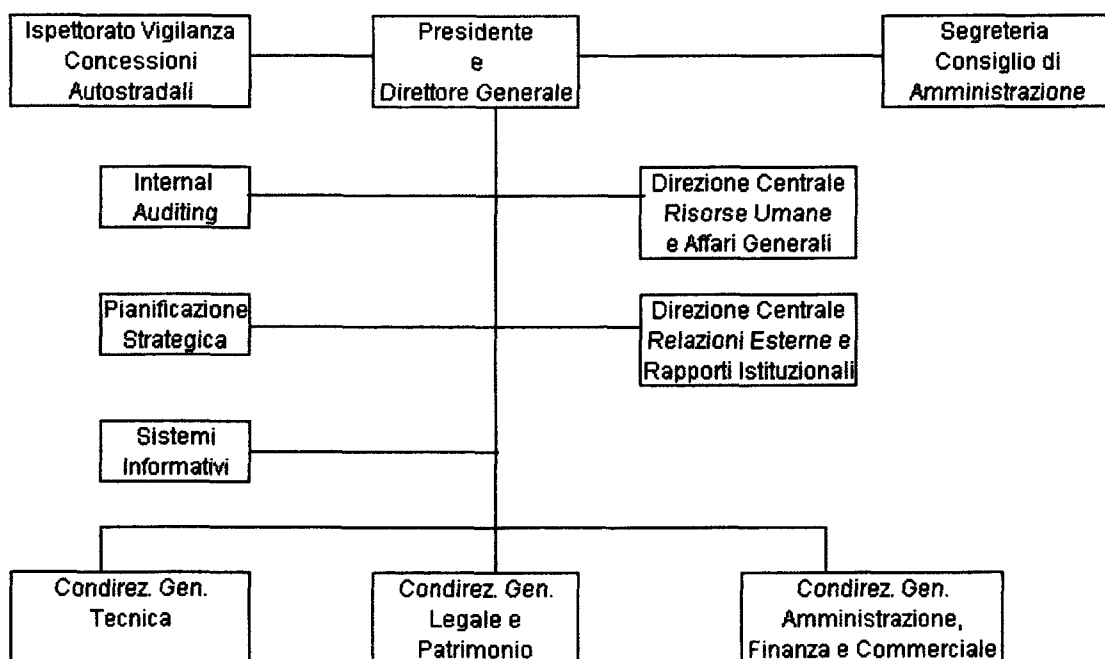 Ispettorato Vigilanza
Concessioni
Autostradali
Presidente
e
Direttore Generale
Segreteria
Consiglio di
Amministrazione
Internal
Auditing
Direzione Centrale
Risorse Umane
e Affari Generali
Pianificazione
Strategica
Direzione Centrale
Relazioni Esterne e
Rapporti Istituzionali
Sistemi
Informativi
Condirez. Gen.
Tecnica
Condirez. Gen.
Legale e
Patrimonio
Condirez. Gen.
Amministrazione,
Finanza e Commerciale